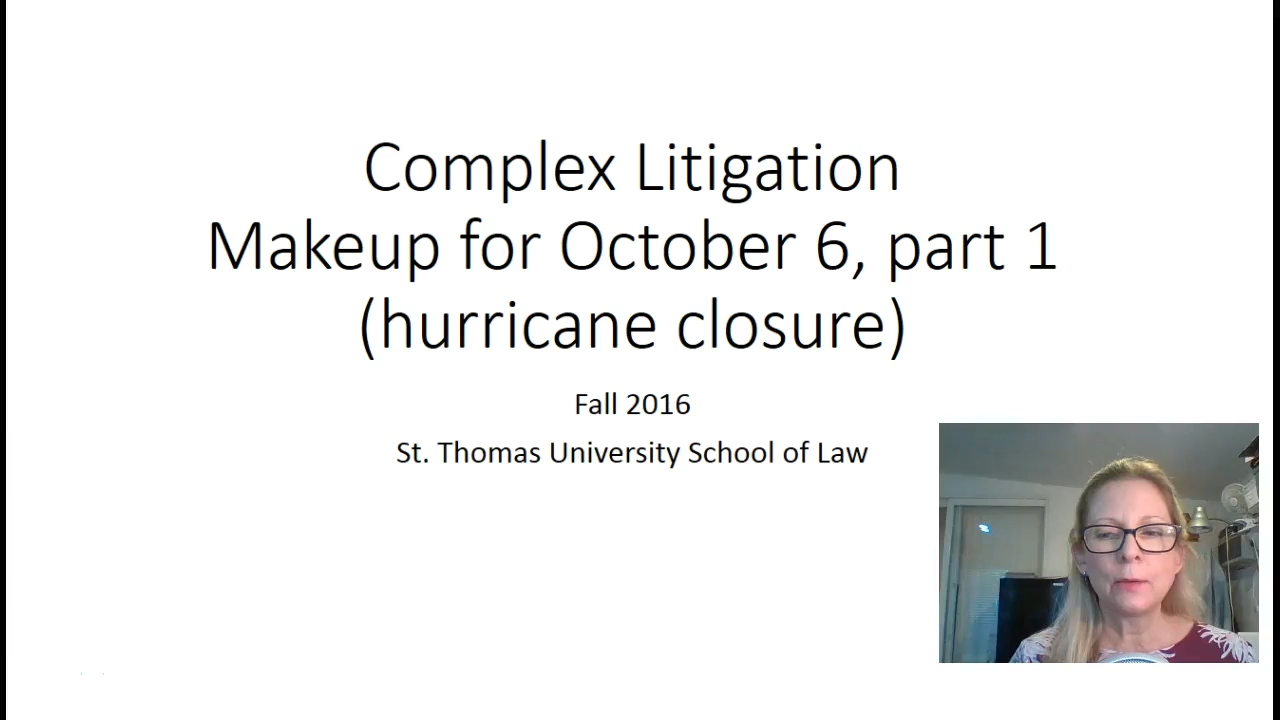 Complex Litigation
Makeup for October 6, part 1
(hurricane closure)
Fall 2016
St. Thomas University School of Law